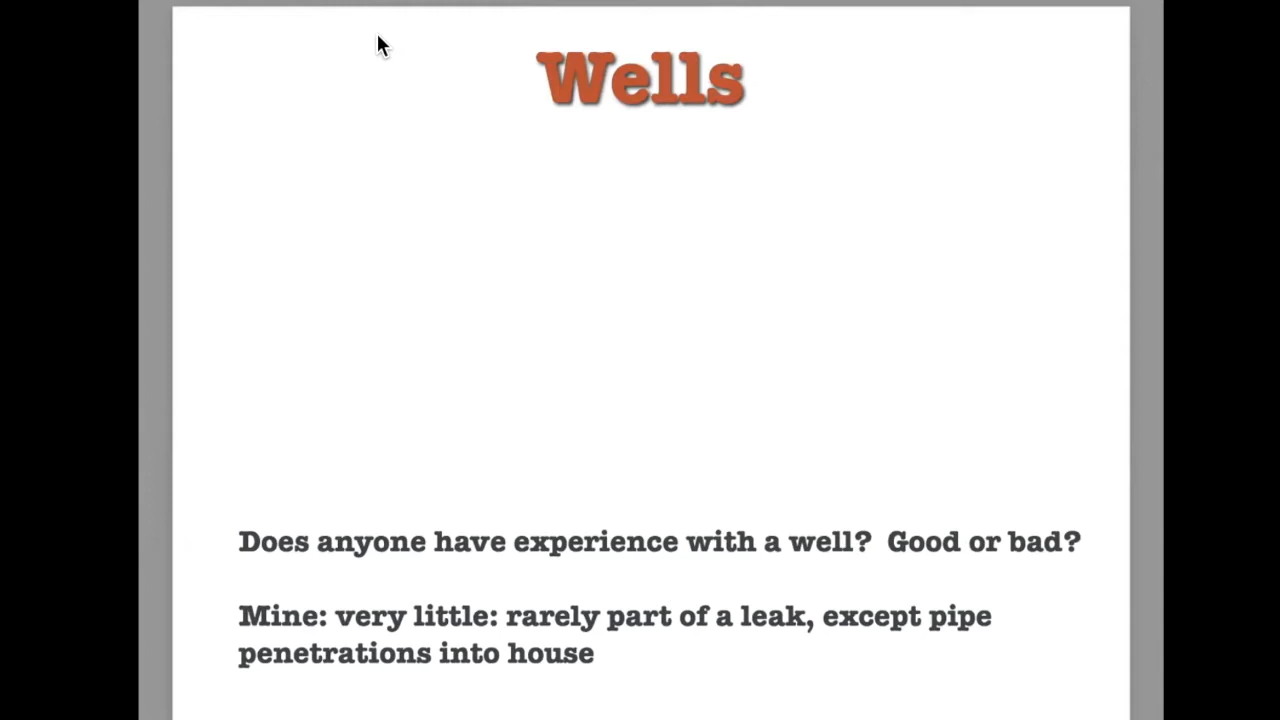 Wells
Does anyone have experience with a well?  Good or bad?
Mine: very little: rarely part of a leak, except pipe
penetrations into house